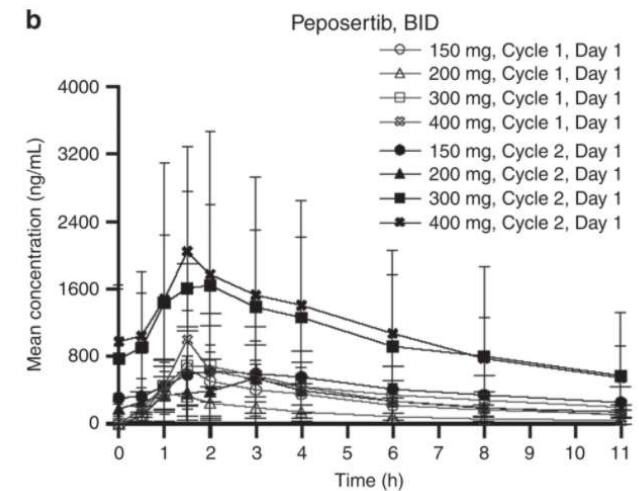 b
Peposertib, BID
150 mg, Cycle 1, Day 1
200 mg, Cycle 1, Day 1
300 mg, Cycle 1, Day 1
400 mg, Cycle 1, Day 1
150 mg, Cycle 2, Day 1
200 mg, Cycle 2, Day 1
300 mg, Cycle 2, Day 1
400 mg, Cycle 2, Day 1
Mean concentration (ng/mL)
4000
3200
2400
1600
800
0
0 1 2 3 4 5 6 7 8 9 10 11
Time (h)